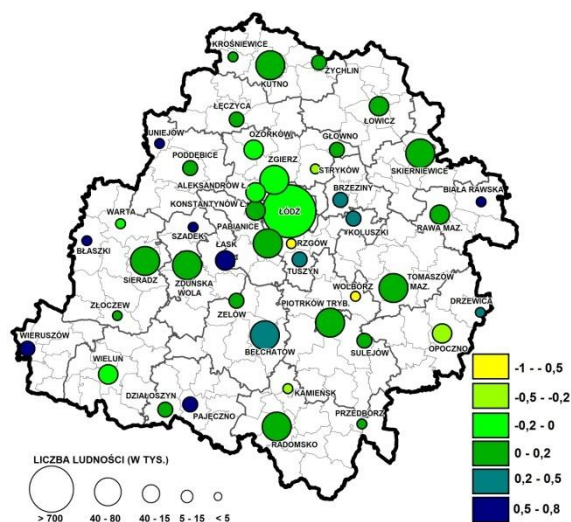 KROŚNIEWICE
ŻYCHLIN
KUTNO
ŁĘCZYCA
ŁOWICZ
UNIEJÓW
OZORKÓW
GŁOWNO
PODDĘBICE
ZGIERZ
STRYKÓW
SKIERNIEWICE
ALEKSANDRÓW Ł.
BRZEZINY
BIAŁA RAWSKA
KONSTANTYNÓW Ł.
ŁÓDŹ
WARTA
SZADEK
PABIANICE
KOLUSZKI
RAWA MAZ.
BŁASZKI
ŁASK
RZGÓW
TUSZYN
SIERADZ
ZDUŃSKA
WOLA
WOLBÓRZ
TOMASZÓW
MAZ.
ZŁOCZEW
ZELÓW
PIOTRKÓW TRYB.
DRZEWICA
WIERUSZÓW
BEŁCHATÓW
SULEJÓW
OPOCZNO
WIELUŃ
KAMIEŃSK
DZIAŁOSZYN
PAJĘCZNO
PRZEDBÓRZ
RADOMSKO
-1 - -0,5
-0,5 - -0,2
-0,2 - 0
0 - 0,2
0,2 - 0,5
0,5 - 0,8
LICZBA LUDNOŚCI (W TYS.)
> 700 40 - 80 40 - 15 5 - 15 < 5